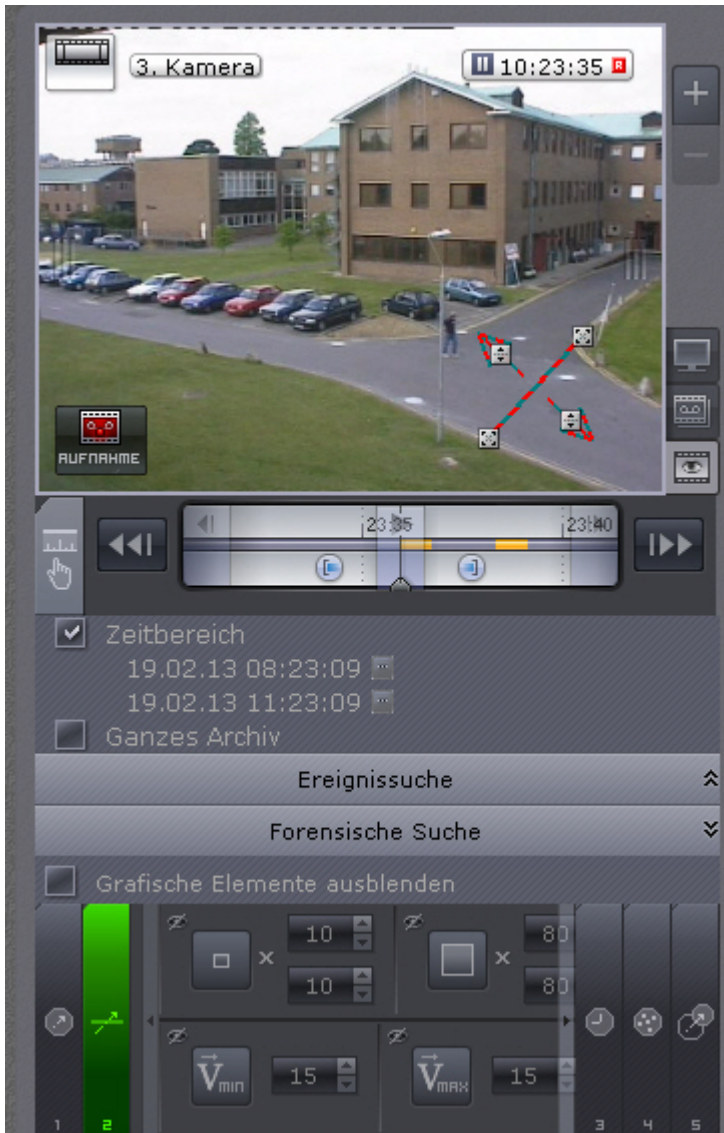 3. Kamera
10:23:35 R
AUFNAHME
23:35
23:40
Zeitbereich
19.02.13 08:23:09
19.02.13 11:23:09
Ganzes Archiv
Ereignissuche
Forensische Suche
Grafische Elemente ausblenden
10 x 80
10 80
V MIN 15 V MAX 15
1 2 3 4 5